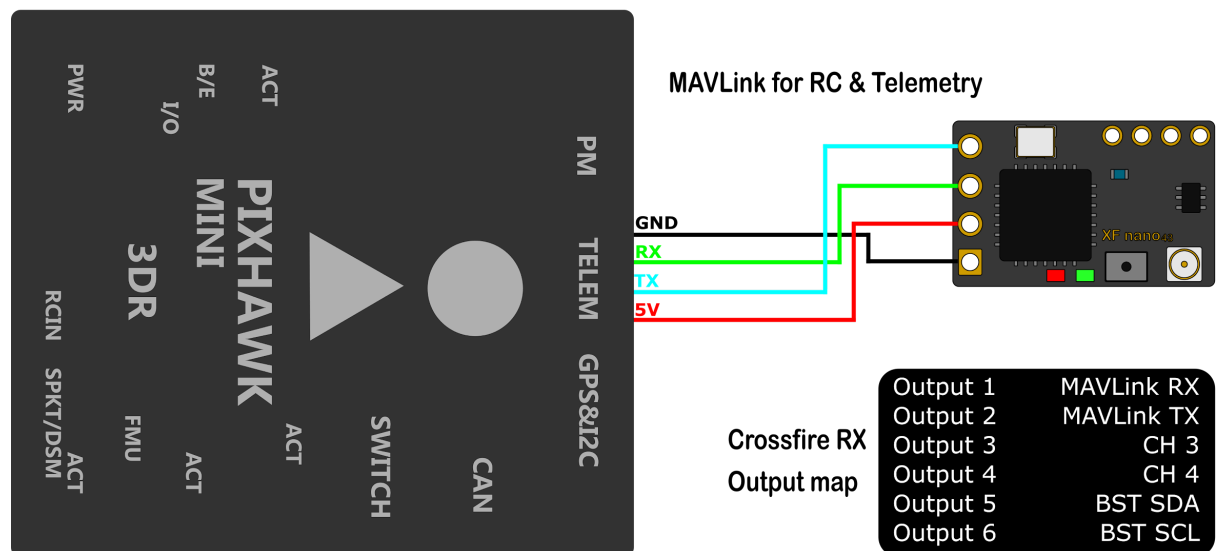 MAVLink for RC & Telemetry
PWR
I/O
B/E
ACT
PM
PIXHAWK
MINI
3DR
TELEM
GND
RX
TX
5V
XF nano
RCIN
SPKT/DSM
ACT
FMU
ACT
ACT
SWITCH
CAN
GPS&I2C
Crossfire RX
Output map
Output 1 MAVLink RX
Output 2 MAVLink TX
Output 3 CH 3
Output 4 CH 4
Output 5 BST SDA
Output 6 BST SCL